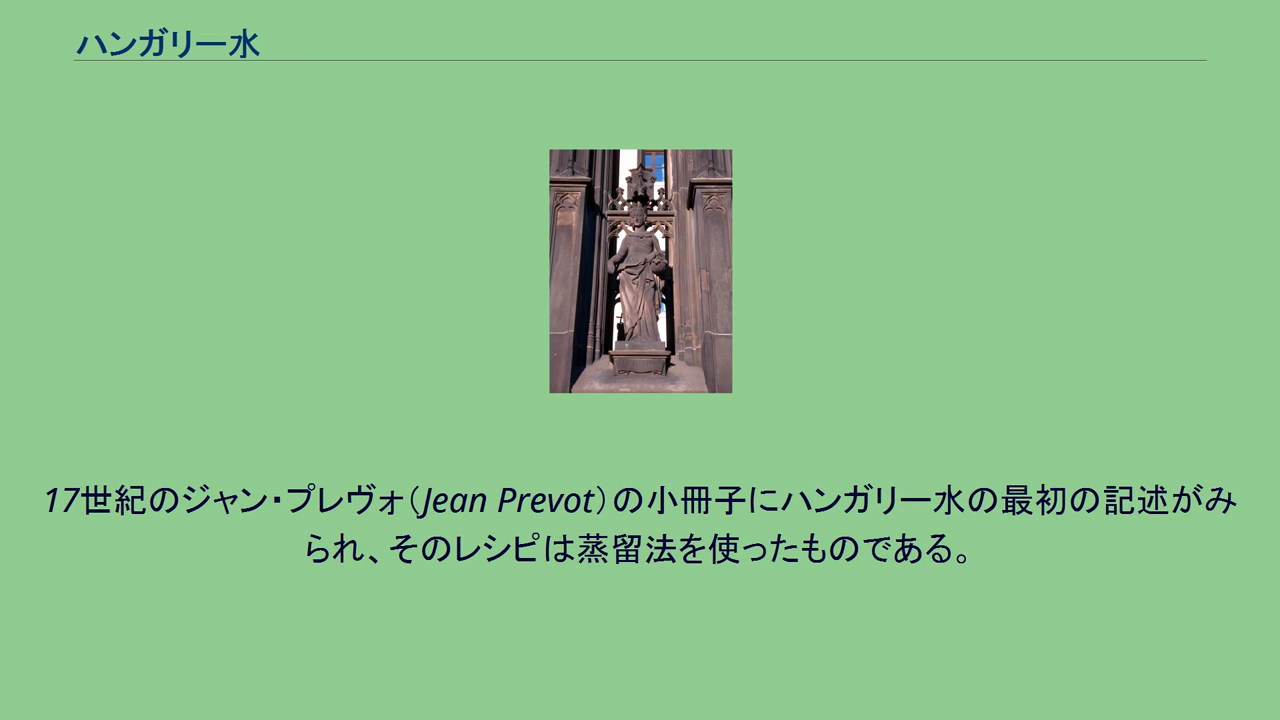 ハンガリー水
17世紀のジャン・プレヴォ（Jean Prevot）の小冊子にハンガリー水の最初の記述がみ
られ、そのレシピは蒸留法を使ったものである。